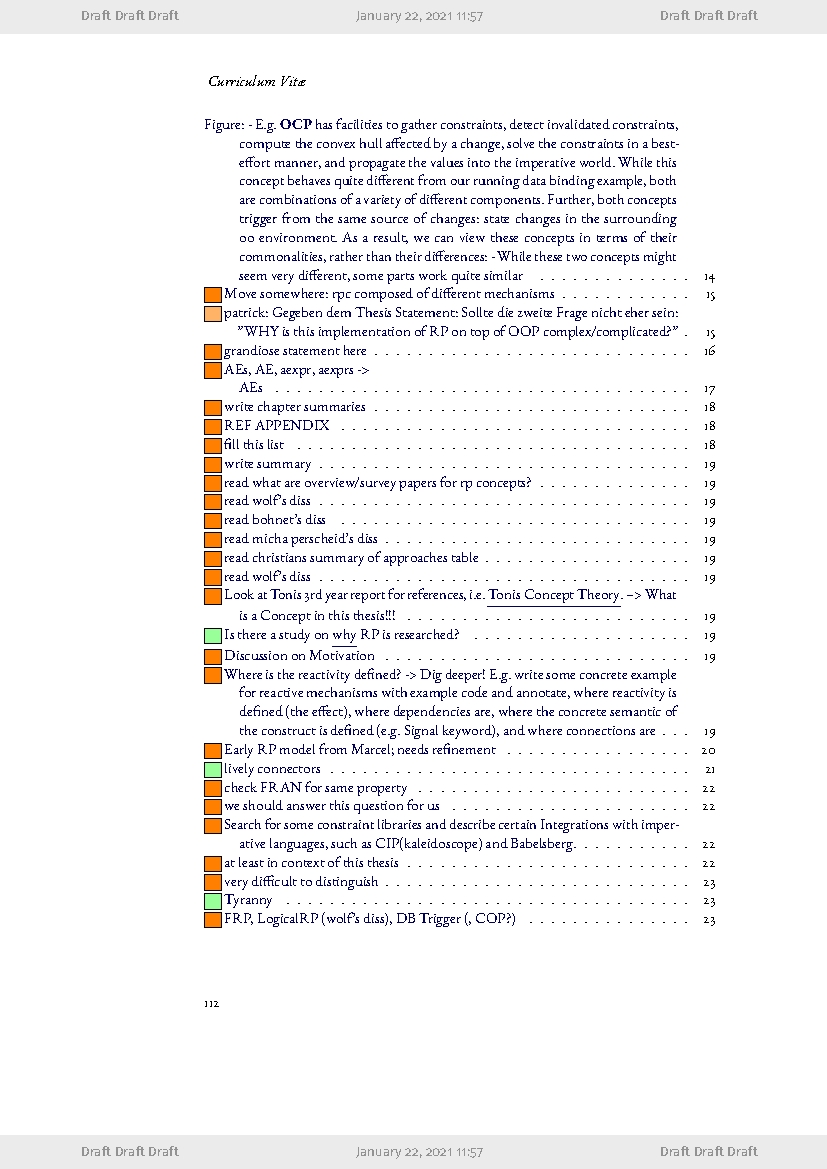 Draft Draft Draft January 22, 2021 11:57 Draft Draft Draft
Curriculum Vitæ
Figure: - E.g. OCP has facilities to gather constraints, detect invalidated constraints,
compute the convex hull affected by a change, solve the constraints in a best-
effort manner, and propagate the values into the imperative world. While this
concept behaves quite different from our running data binding example, both
are combinations of a variety of different components. Further, both concepts
trigger from the same source of changes: state changes in the surrounding
oo environment. As a result, we can view these concepts in terms of their
commonalities, rather than their differences: - While these two concepts might
seem very different, some parts work quite similar . . . . . . . . . . . . . . 14
Move somewhere: rpc composed of different mechanisms . . . . . . . . . . . . 15
patrick: Gegeben dem Thesis Statement: Sollte die zweite Frage nicht eher sein:
”WHY is this implementation of RP on top of OOP complex/complicated?” . 15
grandiose statement here . . . . . . . . . . . . . . . . . . . . . . . . . . . . . 16
AEs, AE, aexpr, aexprs ->
AEs . . . . . . . . . . . . . . . . . . . . . . . . . . . . . . . . . . . . . . 17
write chapter summaries . . . . . . . . . . . . . . . . . . . . . . . . . . . . . 18
REF APPENDIX . . . . . . . . . . . . . . . . . . . . . . . . . . . . . . . . 18
fill this list . . . . . . . . . . . . . . . . . . . . . . . . . . . . . . . . . . . . 18
write summary . . . . . . . . . . . . . . . . . . . . . . . . . . . . . . . . . . 19
read what are overview/survey papers for rp concepts? . . . . . . . . . . . . . . 19
read wolf’s diss . . . . . . . . . . . . . . . . . . . . . . . . . . . . . . . . . . 19
read bohnet’s diss . . . . . . . . . . . . . . . . . . . . . . . . . . . . . . . . 19
read micha perscheid’s diss . . . . . . . . . . . . . . . . . . . . . . . . . . . . 19
read christians summary of approaches table . . . . . . . . . . . . . . . . . . . 19
read wolf’s diss . . . . . . . . . . . . . . . . . . . . . . . . . . . . . . . . . . 19
Look at Tonis 3rd year report for references, i.e. Tonis Concept Theory. –> What
is a Concept in this thesis!!! . . . . . . . . . . . . . . . . . . . . . . . . . . 19
Is there a study on why RP is researched? . . . . . . . . . . . . . . . . . . . . 19
Discussion on Motivation . . . . . . . . . . . . . . . . . . . . . . . . . . . . 19
Where is the reactivity defined? -> Dig deeper! E.g. write some concrete example
for reactive mechanisms with example code and annotate, where reactivity is
defined (the effect), where dependencies are, where the concrete semantic of
the construct is defined (e.g. Signal keyword), and where connections are . . . 19
Early RP model from Marcel; needs refinement . . . . . . . . . . . . . . . . . 20
lively connectors . . . . . . . . . . . . . . . . . . . . . . . . . . . . . . . . . 21
check FRAN for same property . . . . . . . . . . . . . . . . . . . . . . . . . 22
we should answer this question for us . . . . . . . . . . . . . . . . . . . . . . 22
Search for some constraint libraries and describe certain Integrations with imper-
ative languages, such as CIP(kaleidoscope) and Babelsberg. . . . . . . . . . . 22
at least in context of this thesis . . . . . . . . . . . . . . . . . . . . . . . . . . 22
very difficult to distinguish . . . . . . . . . . . . . . . . . . . . . . . . . . . . 23
Tyranny . . . . . . . . . . . . . . . . . . . . . . . . . . . . . . . . . . . . . 23
FRP, LogicalRP (wolf’s diss), DB Trigger (, COP?) . . . . . . . . . . . . . . . 23
112
Draft Draft Draft January 22, 2021 11:57 Draft Draft Draft